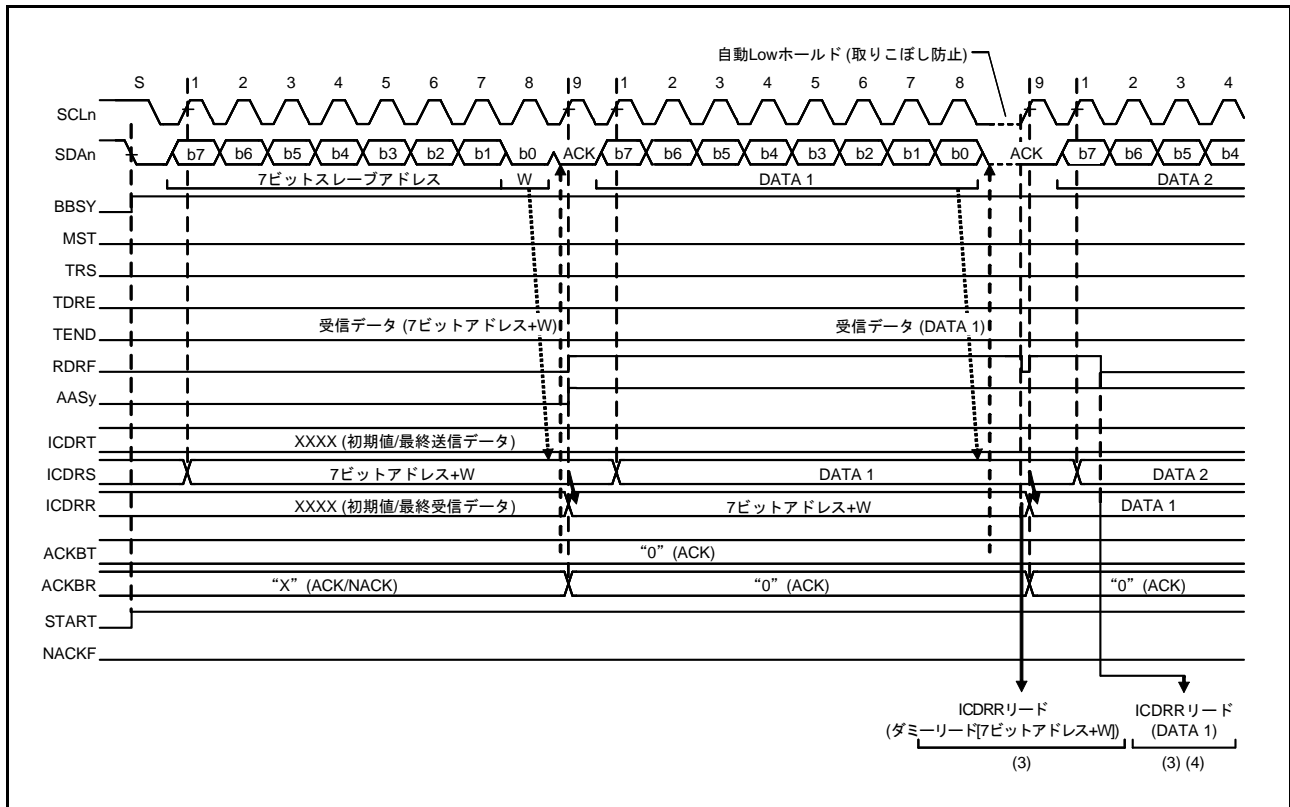 自動Lowホールド (取りこぼし防止)
S 1 2 3 4 5 6 7 8 9 1 2 3 4 5 6 7 8 9 1 2 3 4
SCLn
SDAn b7 b6 b5 b4 b3 b2 b1 b0 ACK b7 b6 b5 b4 b3 b2 b1 b0 ACK b7 b6 b5 b4
7ビットスレーブアドレス W DATA 1 DATA 2
BBSY
MST
TRS
TDRE
TEND 受信データ (7ビットアドレス+W) 受信データ (DATA 1)
RDRF
AASy
ICDRT XXXX (初期値/最終送信データ)
ICDRS 7ビットアドレス+W DATA 1 DATA 2
ICDRR XXXX (初期値/最終受信データ) 7ビットアドレス+W DATA 1
ACKBT “0” (ACK)
ACKBR “X” (ACK/NACK) “0” (ACK) “0” (ACK)
START
NACKF
ICDRRリード ICDRRリード
(ダミーリード[7ビットアドレス+W]) (DATA 1)
(3) (3) (4)